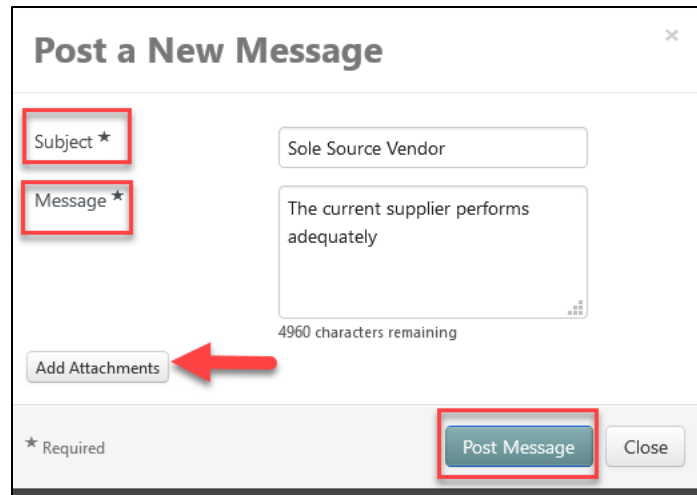 Post a New Message
×
Subject ★
Sole Source Vendor
Message ★
The current supplier performs
adequately
4960 characters remaining
Add Attachments
★ Required
Post Message
Close